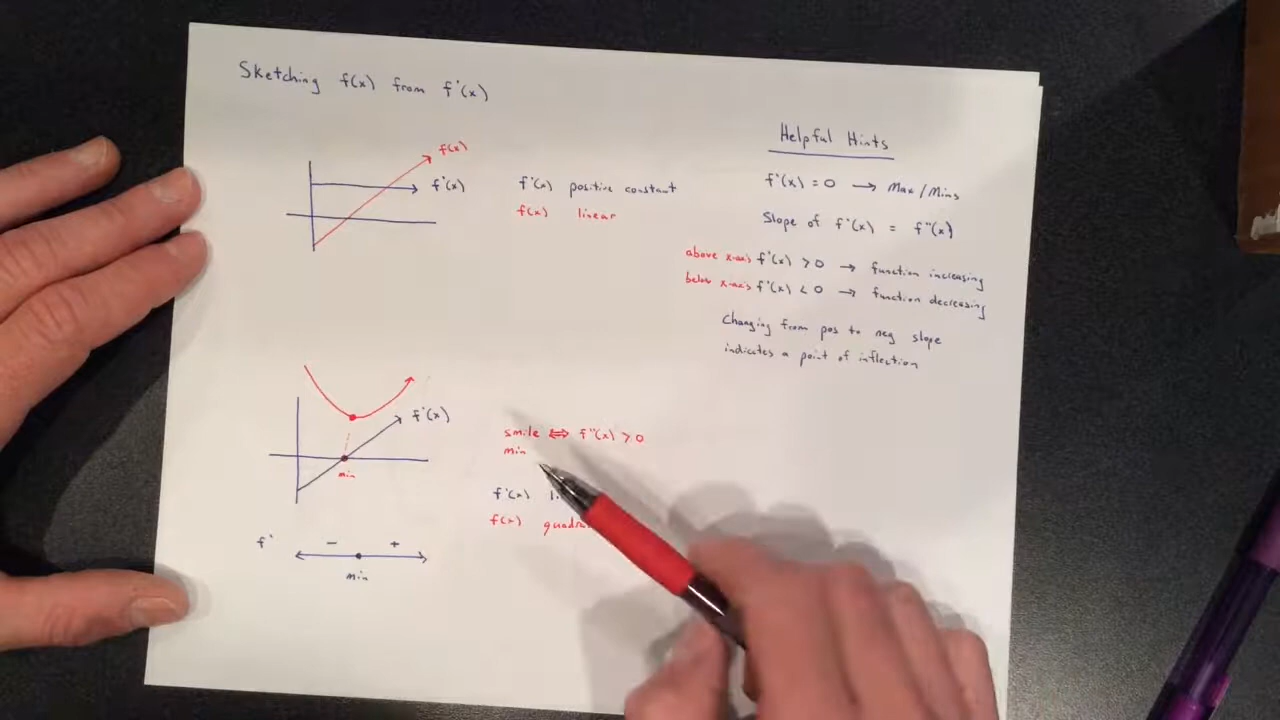 Sketching f(x) from f'(x)
f(x)
f'(x)
f'(x) positive constant
f(x) linear
Helpful Hints
f'(x) = 0 → Max/Mins
Slope of f'(x) = f"(x)
above x-axis f'(x) > 0 → function increasing
below x-axis f'(x) < 0 → function decreasing
Changing from pos to neg slope
indicates a point of inflection
f'(x)
min
smile ⇔ f"(x) > 0
min
f'(x)
f(x)
f' − +
min